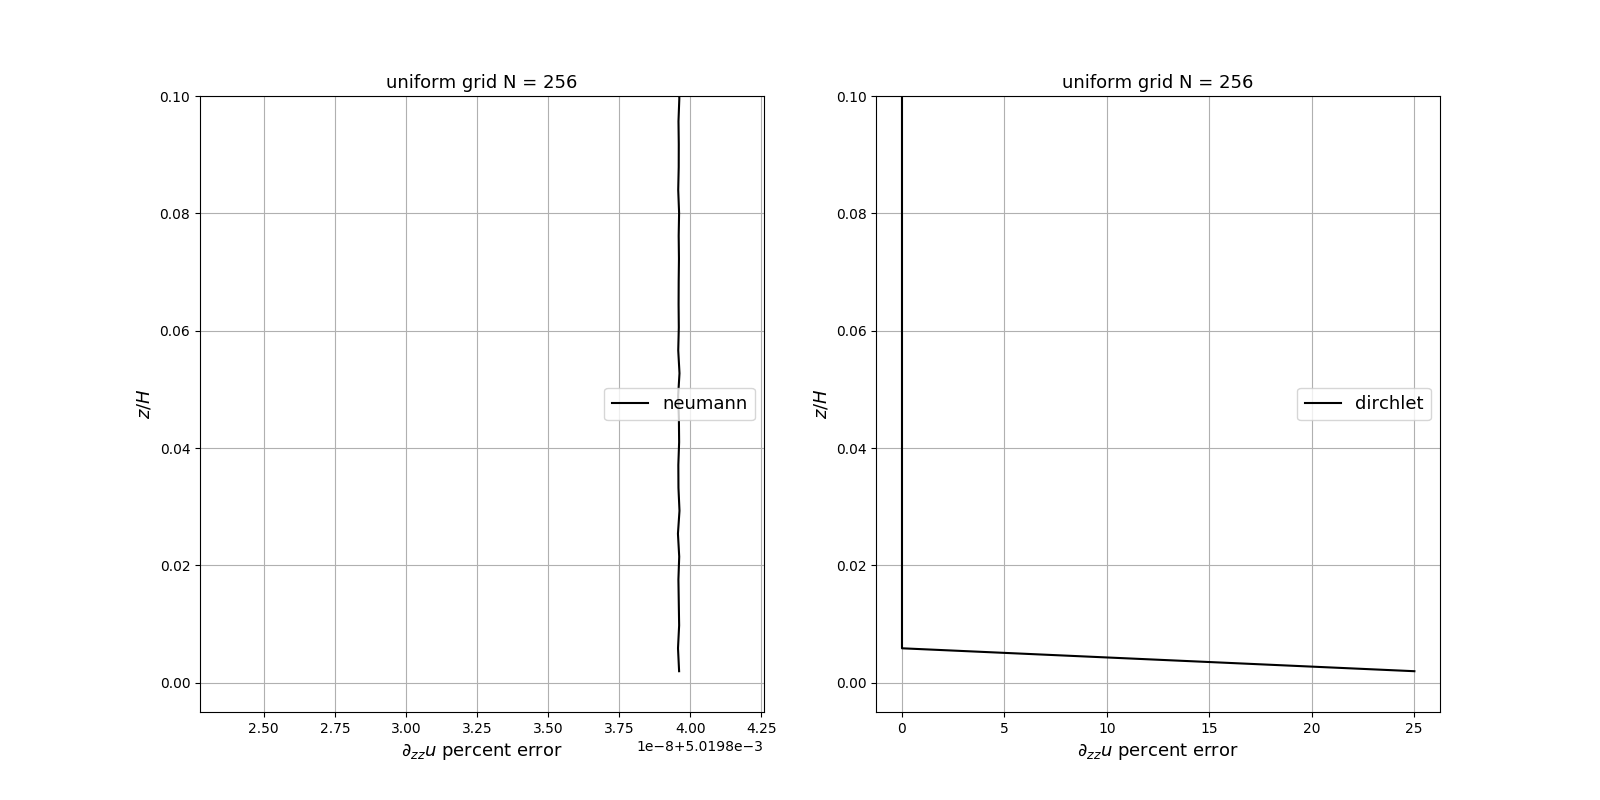 uniform grid N = 256
0.10
0.08
0.06
0.04
0.02
0.00
z/H
neumann
2.50 2.75 3.00 3.25 3.50 3.75 4.00 4.25
1e−8+5.0198e−3
∂zzu percent error
uniform grid N = 256
0.10
0.08
0.06
0.04
0.02
0.00
z/H
dirchlet
0 5 10 15 20 25
∂zzu percent error